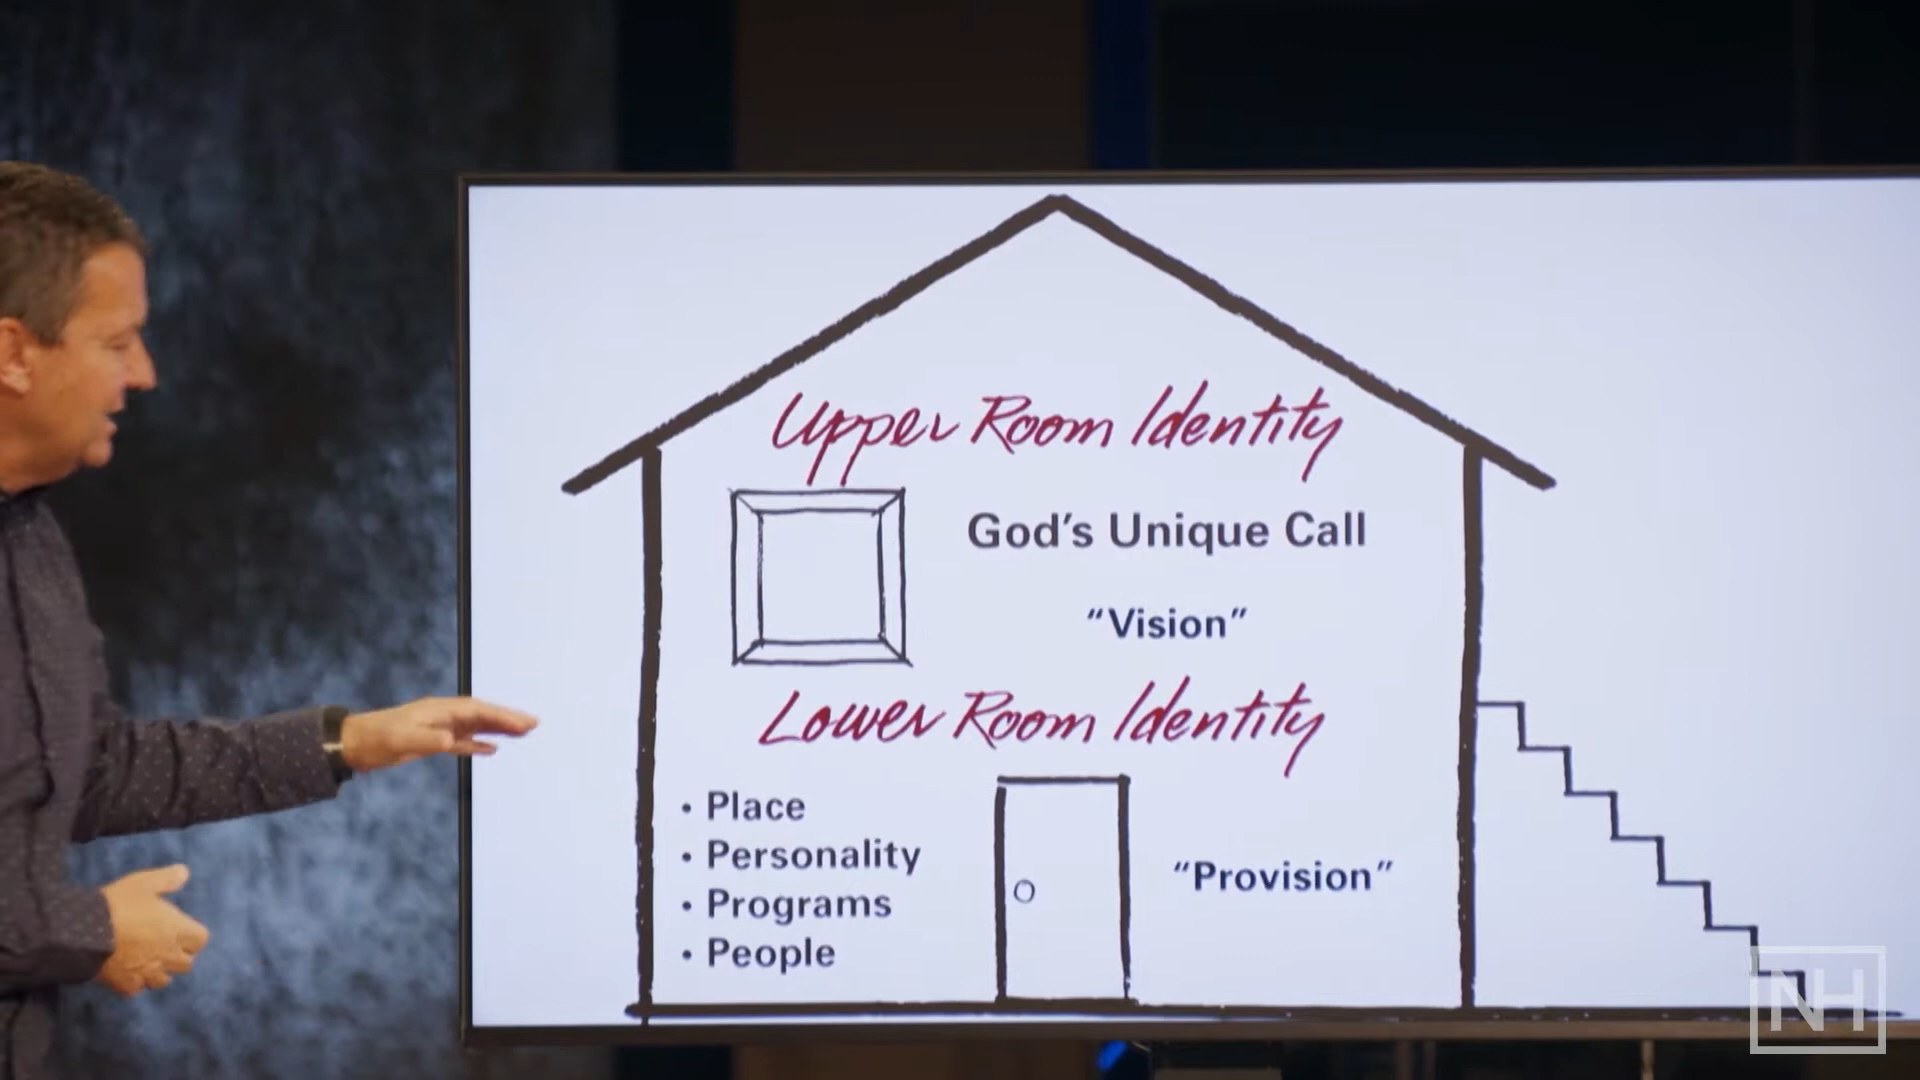 Upper Room Identity
God's Unique Call
“Vision”
Lower Room Identity
• Place
• Personality
• Programs
• People
“Provision”
NH